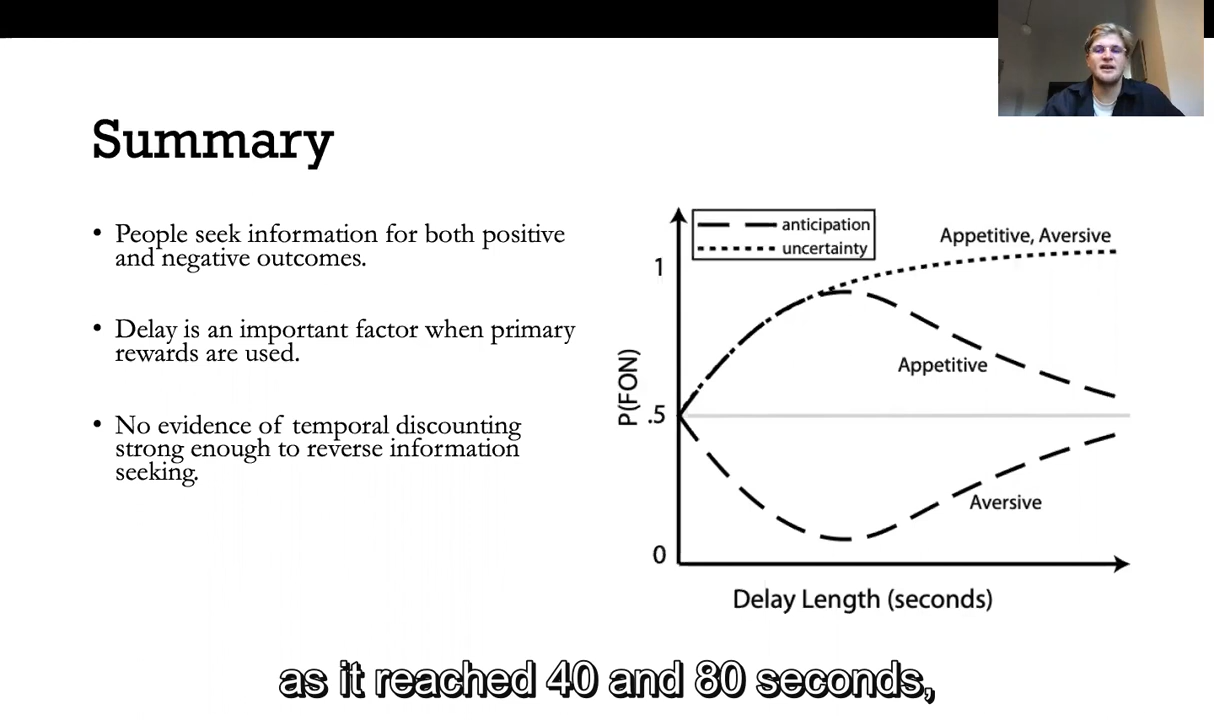 Summary
• People seek information for both positive
and negative outcomes.
• Delay is an important factor when primary
rewards are used.
• No evidence of temporal discounting
strong enough to reverse information
seeking.
anticipation
uncertainty
Appetitive, Aversive
1
Appetitive
P(FON)
.5
Aversive
0
Delay Length (seconds)
as it reached 40 and 80 seconds,